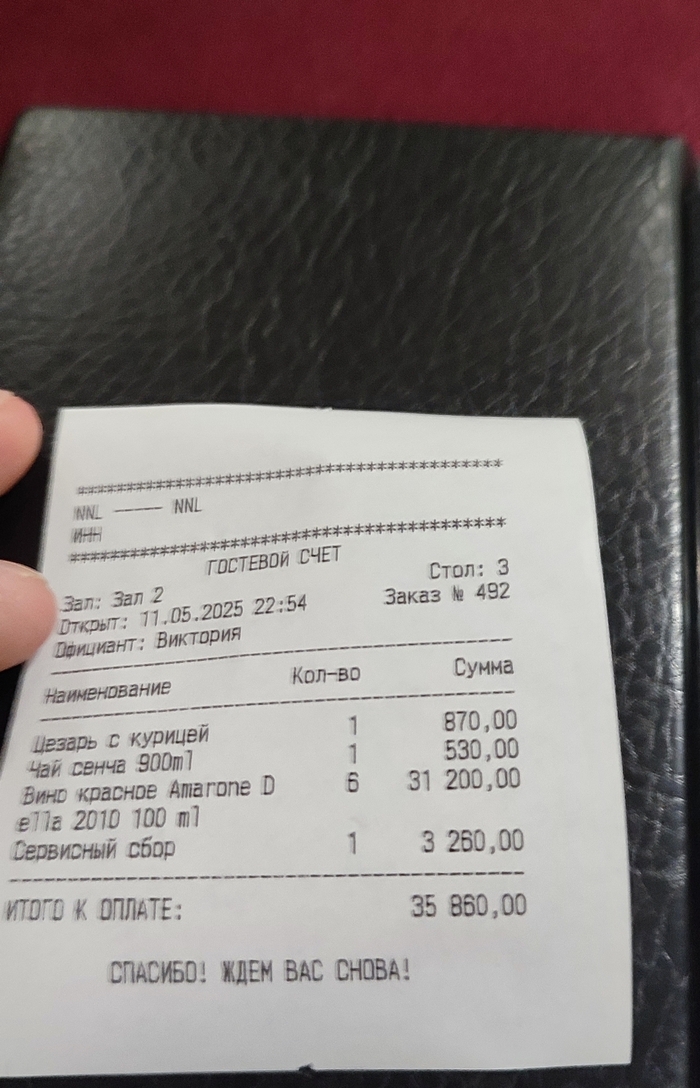 ****************************************
NNL ——— NNL
ИНН
****************************************
ГОСТЕВОЙ СЧЕТ
Зал: Зал 2 Стол: 3
Открыт: 11.05.2025 22:54 Заказ № 492
Официант: Виктория
Наименование Кол-во Сумма
Цезарь с курицей 1 870,00
Чай сенча 900ml 1 530,00
Вино красное Amarone D 6 31 200,00
ella 2010 100 ml
Сервисный сбор 1 3 260,00
ИТОГО К ОПЛАТЕ: 35 860,00
СПАСИБО! ЖДЕМ ВАС СНОВА!